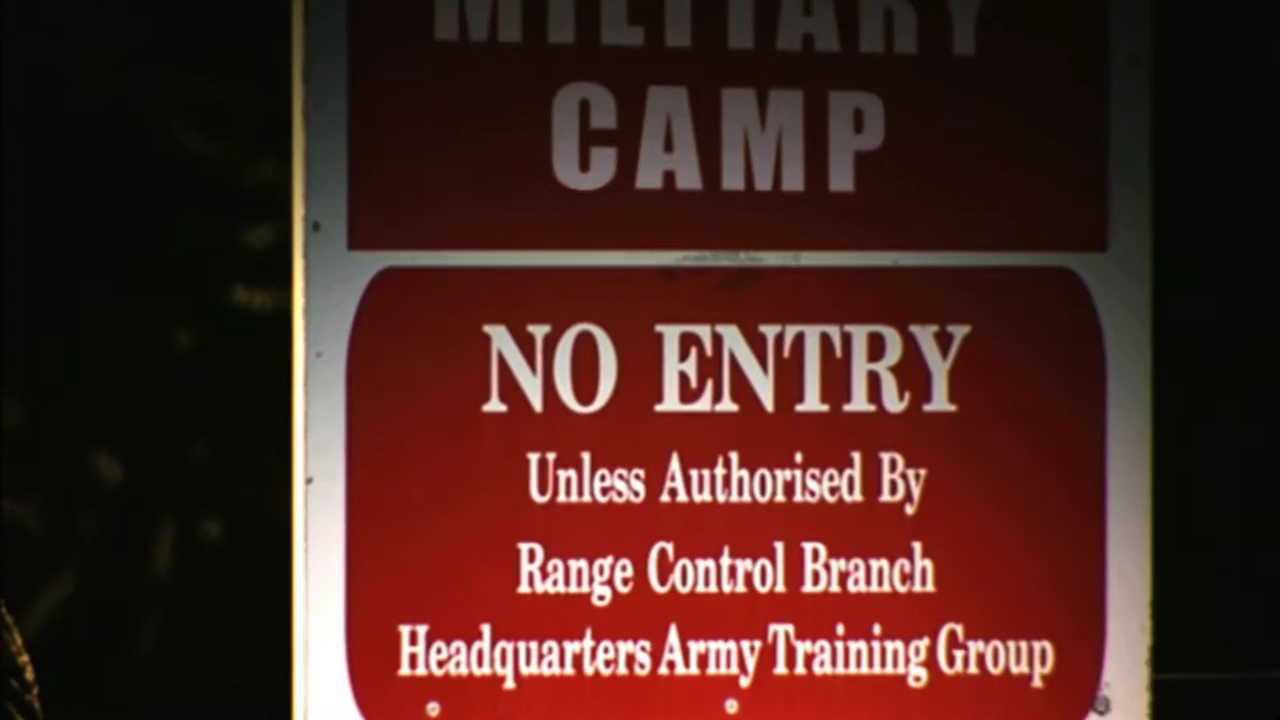 MILITARY
CAMP
NO ENTRY
Unless Authorised By
Range Control Branch
Headquarters Army Training Group